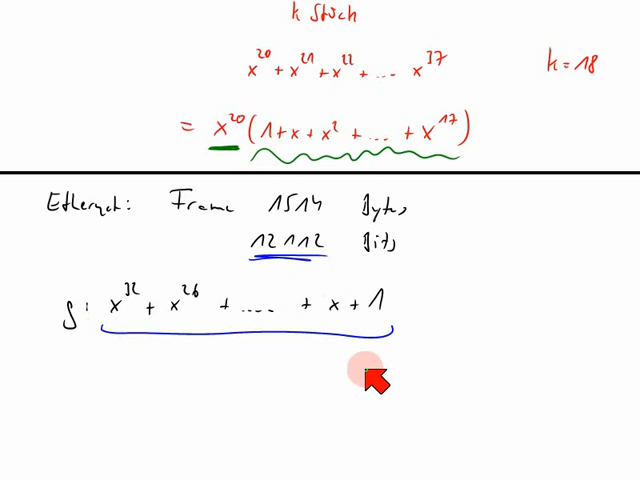 k Stück
x^20 + x^21 + x^22 + .... x^37 k = 18
= x^20 (1 + x + x^2 + .... + x^17)
Ethernet: Frame 1514 Bytes
12112 Bits
g: x^32 + x^26 + ..... + x + 1